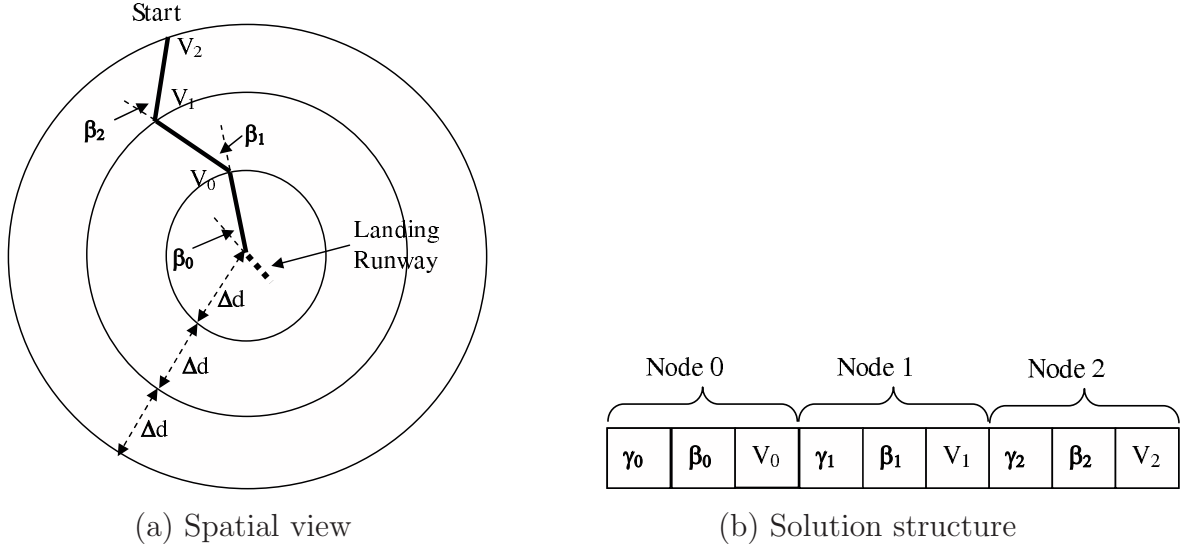 Start
V₂
V₁
β₂
β₁
V₀
Landing
Runway
β₀
Δd
Δd
Δd
(a) Spatial view
Node 0 Node 1 Node 2
γ₀ β₀ V₀ γ₁ β₁ V₁ γ₂ β₂ V₂
(b) Solution structure